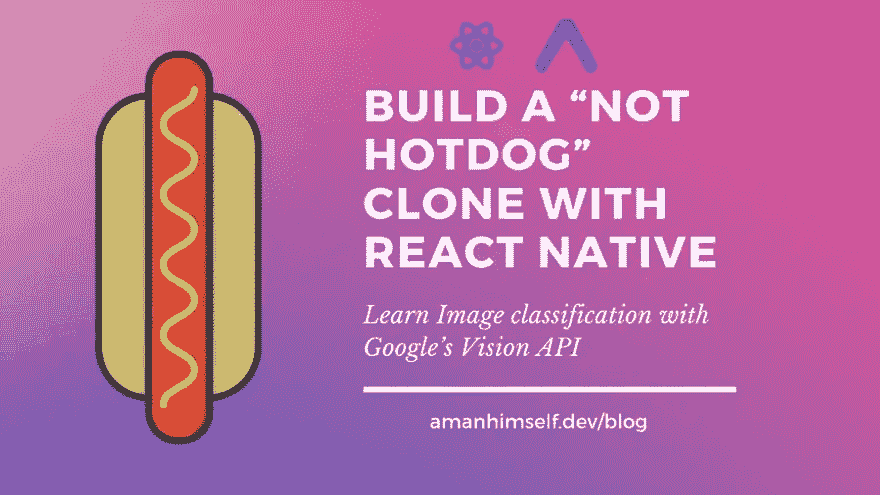 BUILD A “NOT
HOTDOG”
CLONE WITH
REACT NATIVE
Learn Image classification with
Google’s Vision API
amanhimself.dev/blog